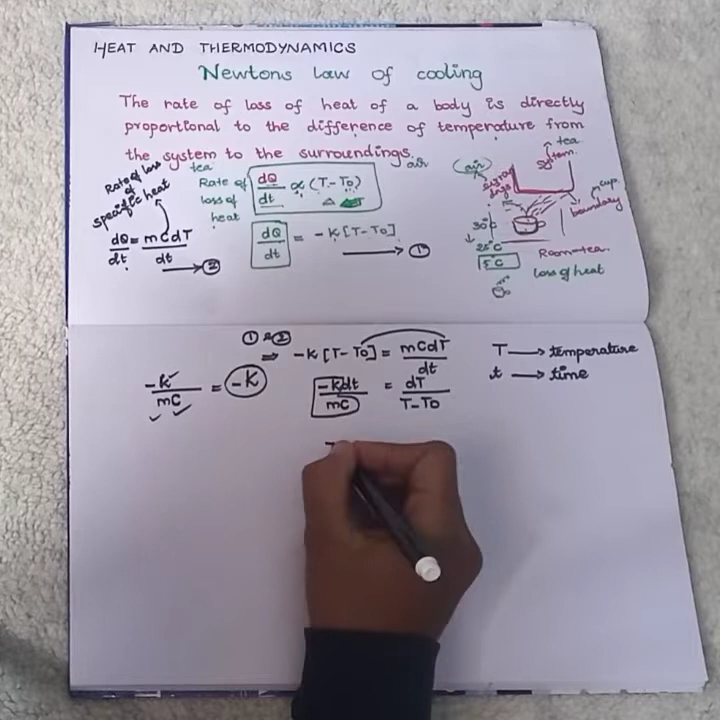 HEAT AND THERMODYNAMICS
Newtons law of cooling
The rate of loss of heat of a body is directly
proportional to the difference of temperature from
the system to the surroundings.
tea
air
Rate of loss
of
specific heat
dQ/dt = mCdT/dt → ②
Rate of
loss of
heat
dQ/dt ∝ (T-To)
△
dQ/dt = -K[T-To] → ①
air
tea
system
cup
boundary
30°C
25°C
5°C
Room-tea.
loss of heat
① & ②
⇒ -K[T-To] = mCdT/dt
-K/mC = -K
-Kdt/mC = dT/T-To
T → temperature
t → time